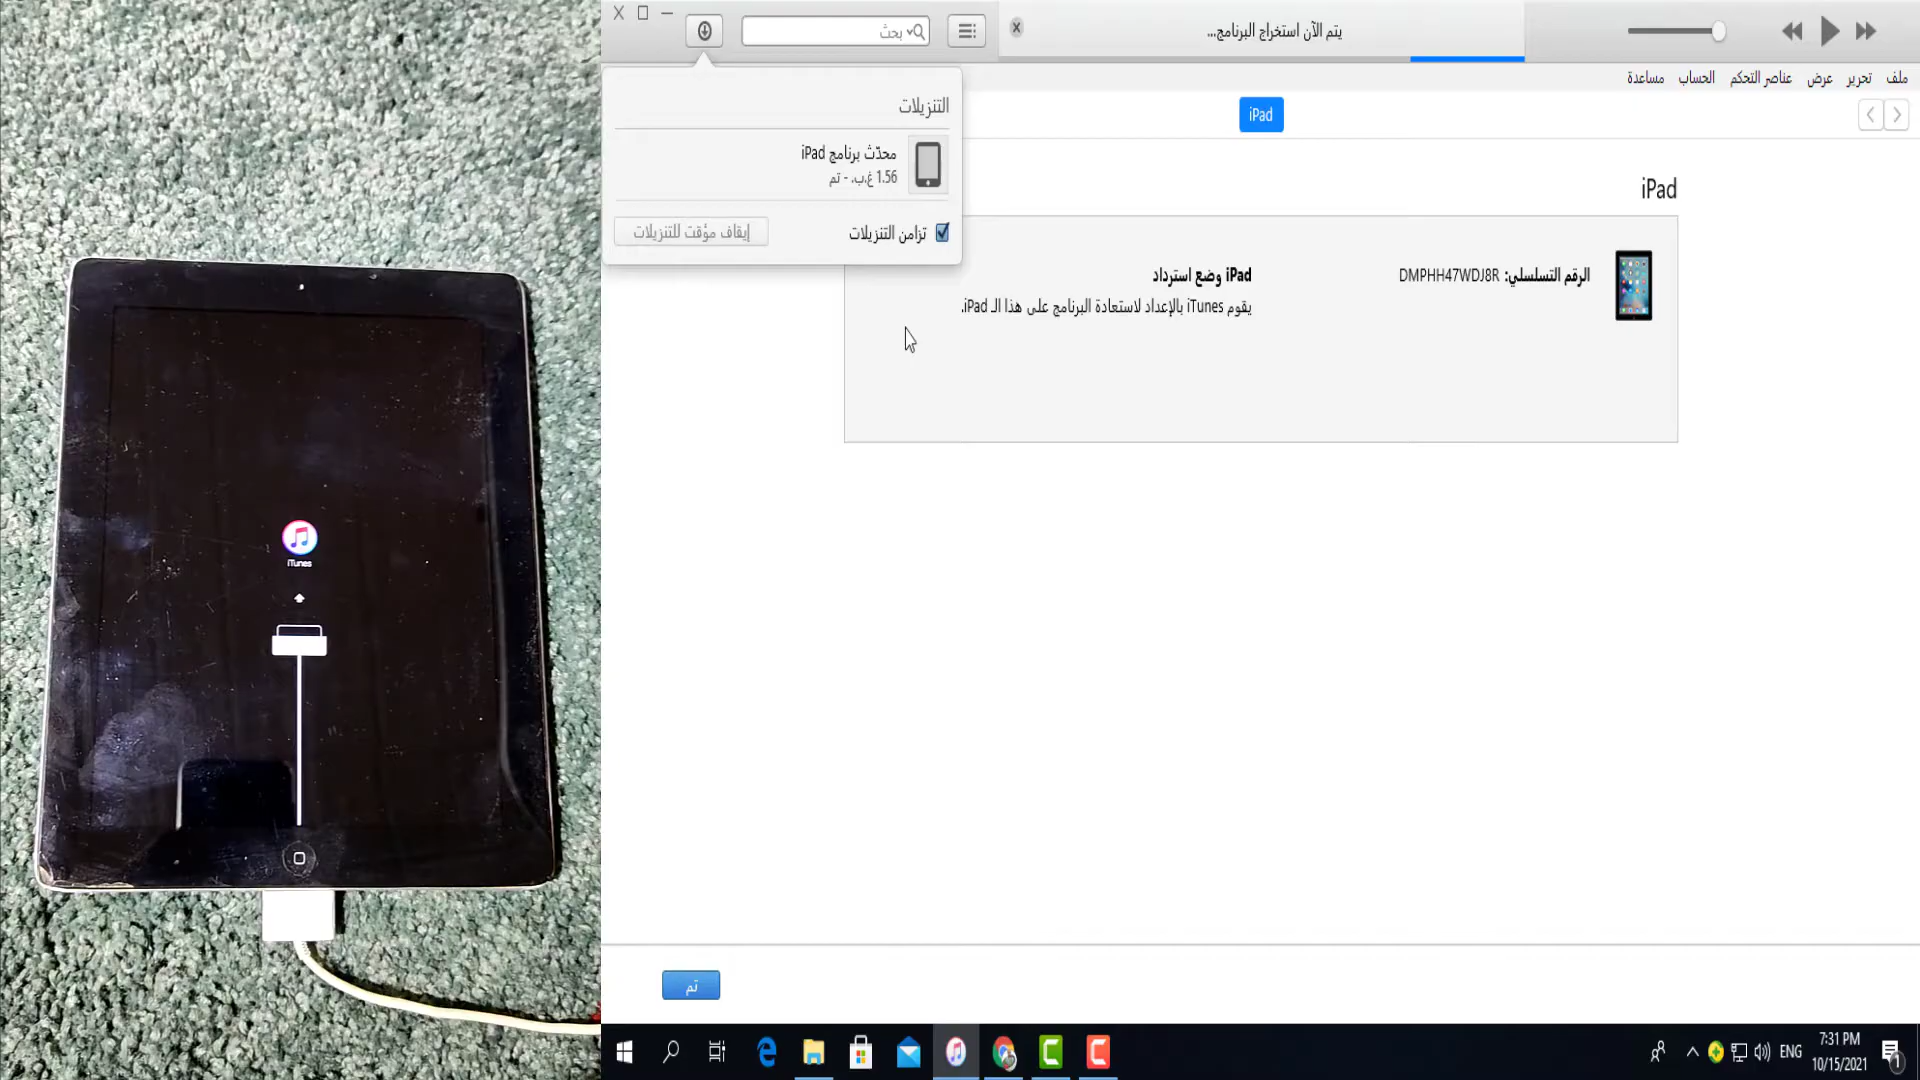 iTunes
بحث
يتم الآن استخراج البرنامج...
ملف تحرير عرض عناصر التحكم الحساب مساعدة
iPad
التنزيلات
محدّث برنامج iPad
1.56 غ.ب. - تم
تزامن التنزيلات
إيقاف مؤقت للتنزيلات
iPad
الرقم التسلسلي: DMPHH47WDJ8R
iPad وضع استرداد
يقوم iTunes بالإعداد لاستعادة البرنامج على هذا الـ iPad.
تم
ENG
7:31 PM
10/15/2021
1